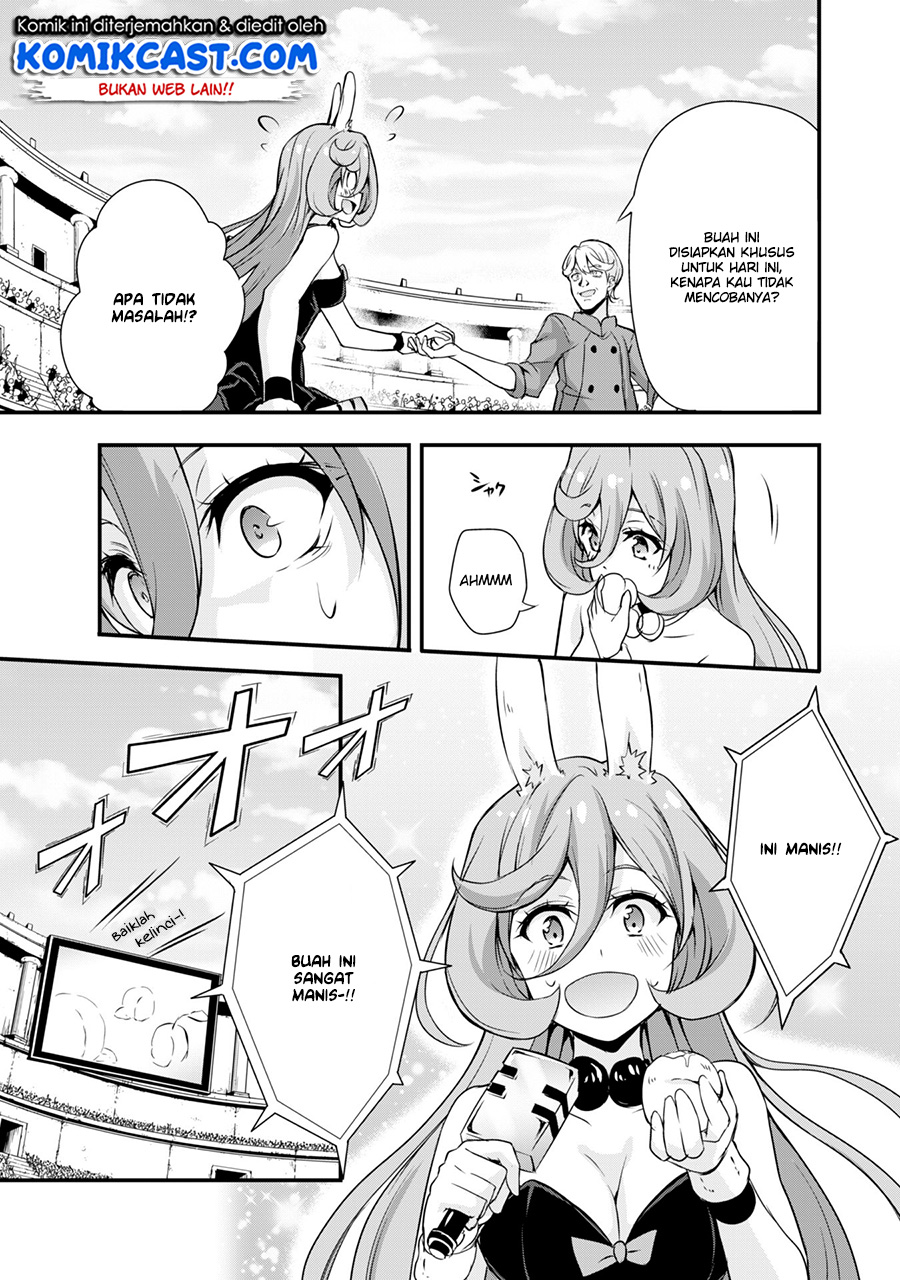 Komik ini diterjemahkan & diedit oleh
KOMIKCAST.COM
BUKAN WEB LAIN!!
BUAH INI
DISIAPKAN KHUSUS
UNTUK HARI INI,
KENAPA KAU TIDAK
MENCOBANYA?
APA TIDAK
MASALAH!?
シャク
AHMMM
INI MANIS!!
BUAH INI
SANGAT
MANIS-!!
オオオ
Baiklah
kelinci-!